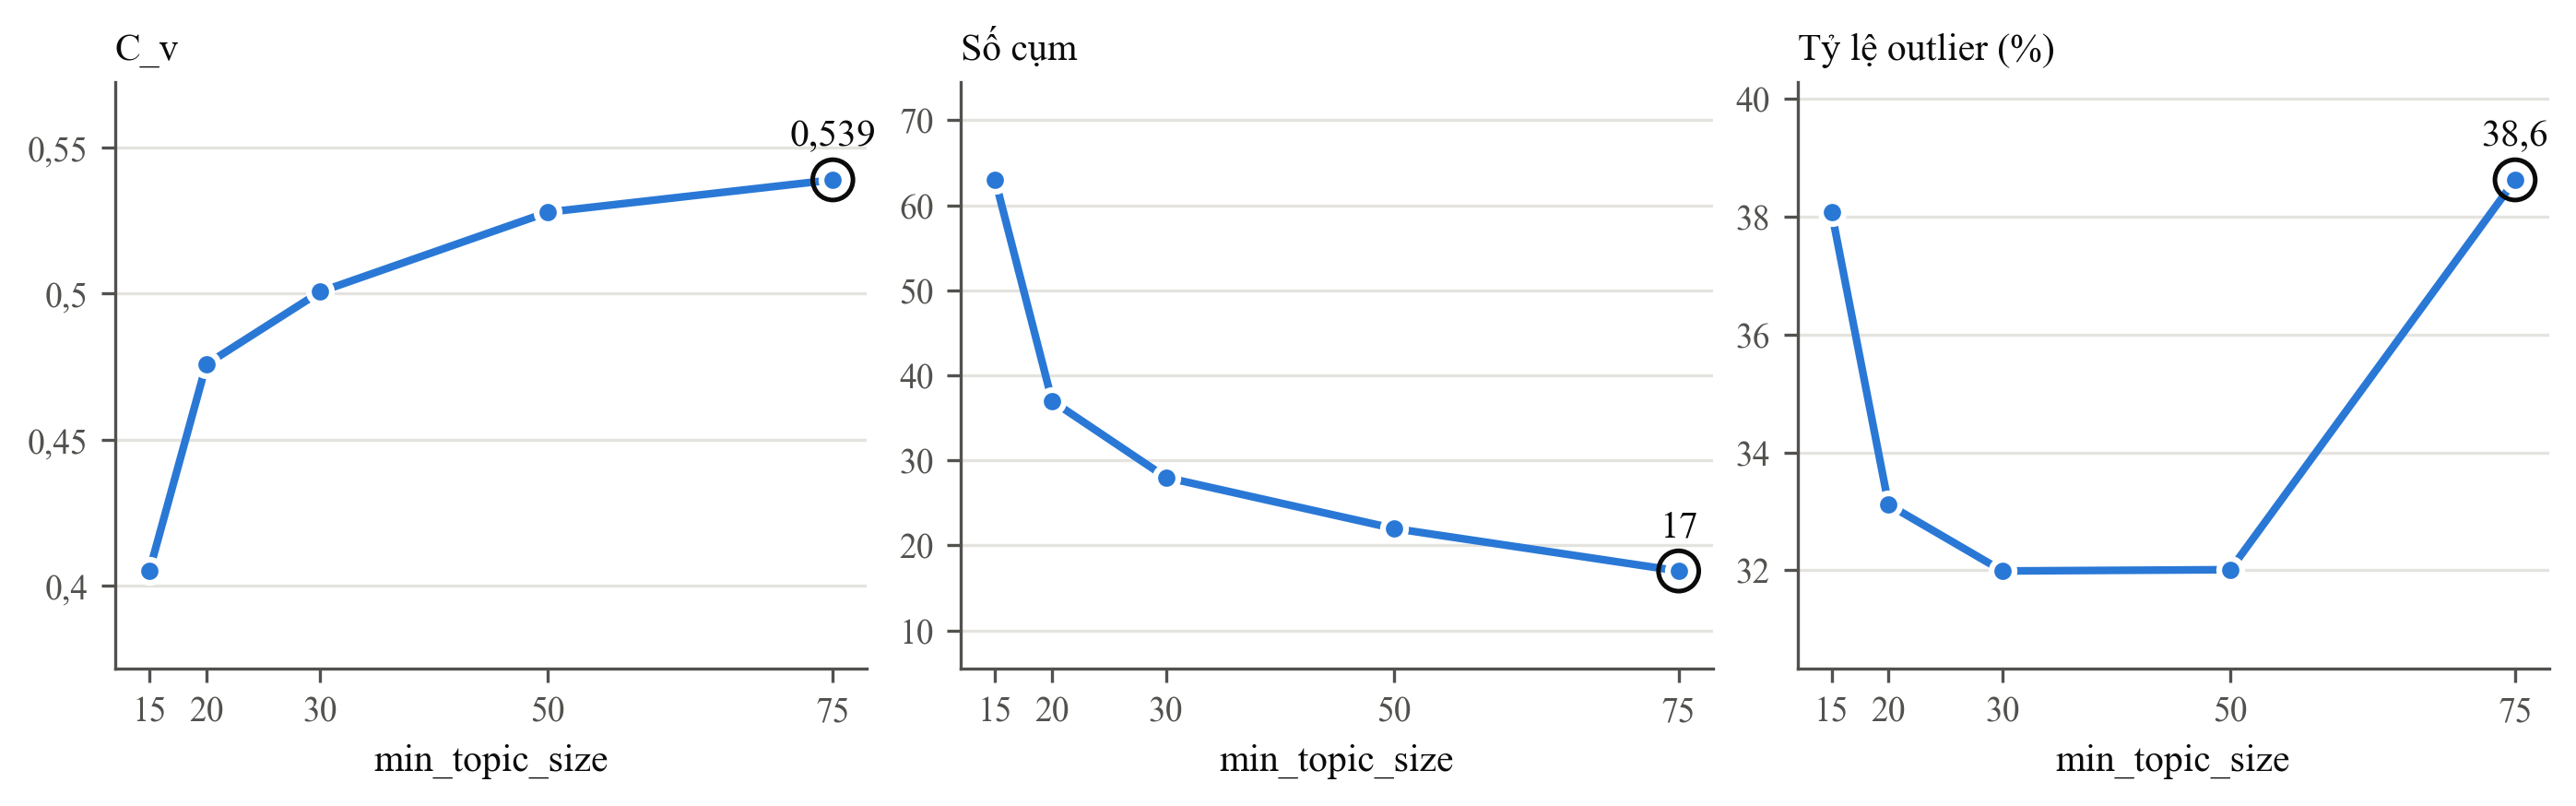 C_v
0,539
0,55
0,5
0,45
0,4
15 20 30 50 75
min_topic_size
Số cụm
70
60
50
40
30
20
10
17
15 20 30 50 75
min_topic_size
Tỷ lệ outlier (%)
40
38,6
38
36
34
32
15 20 30 50 75
min_topic_size